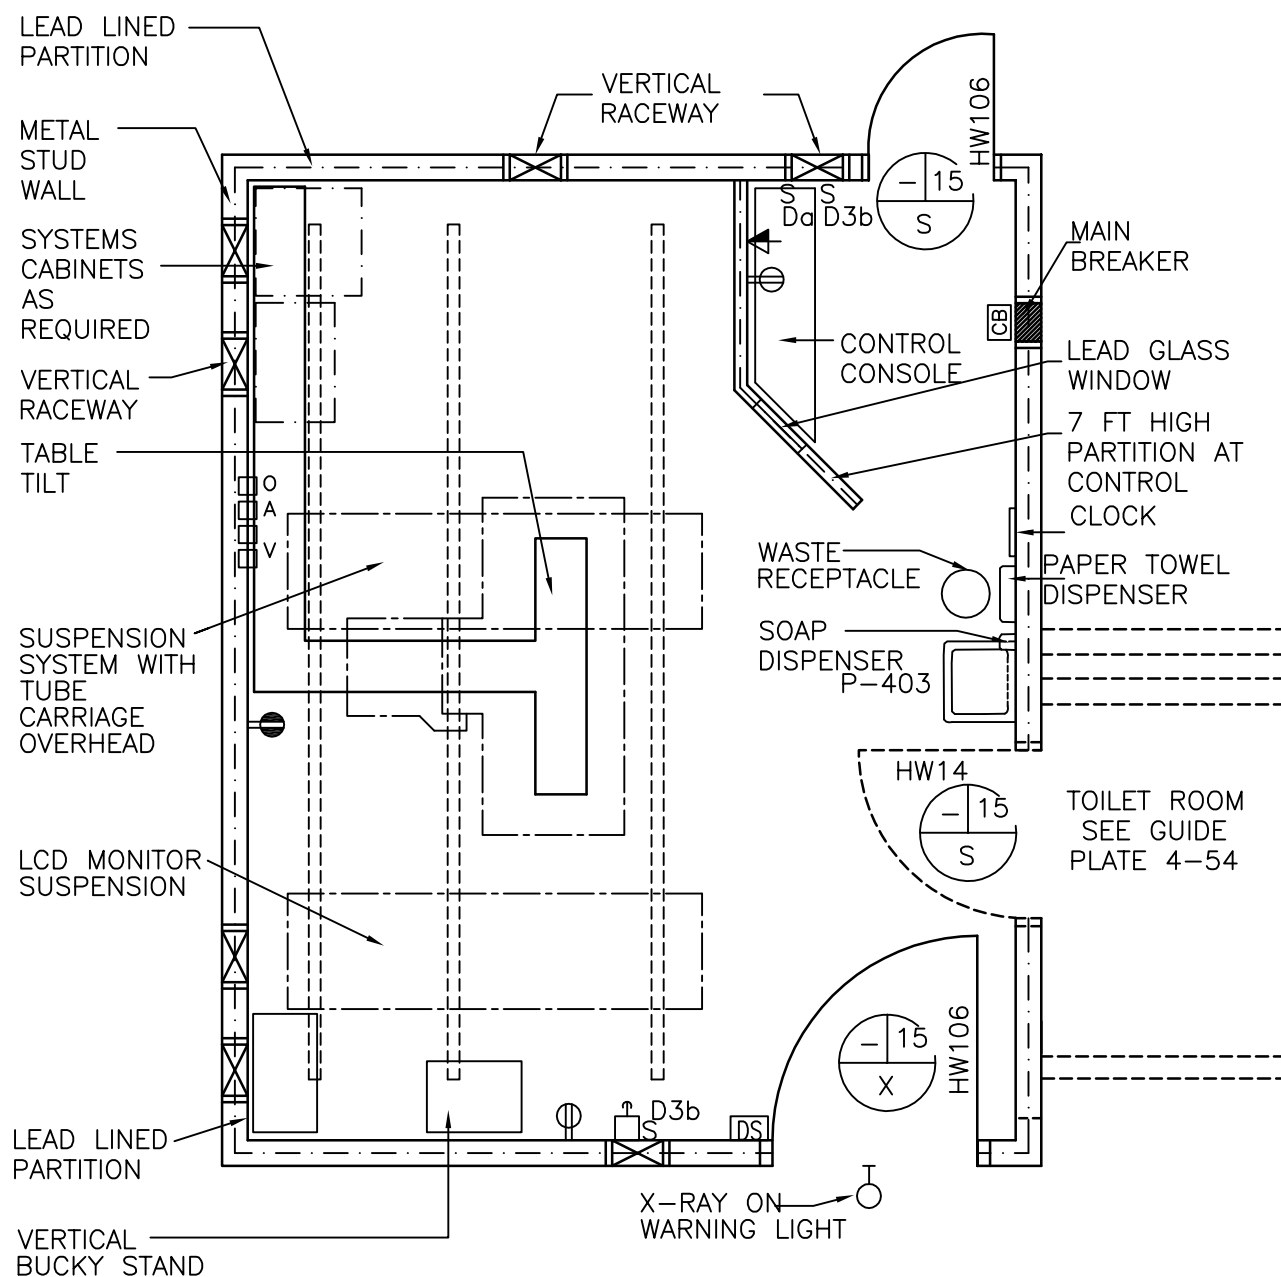 LEAD LINED
PARTITION
VERTICAL
RACEWAY
HW106
METAL
STUD
WALL
— 15
S
S S
Da D3b
SYSTEMS
CABINETS
AS
REQUIRED
MAIN
BREAKER
CB
CONTROL
CONSOLE
LEAD GLASS
WINDOW
VERTICAL
RACEWAY
7 FT HIGH
PARTITION AT
CONTROL
TABLE
TILT
O
A
V
CLOCK
WASTE
RECEPTACLE
PAPER TOWEL
DISPENSER
SOAP
DISPENSER
P-403
SUSPENSION
SYSTEM WITH
TUBE
CARRIAGE
OVERHEAD
HW14
— 15
S
TOILET ROOM
SEE GUIDE
PLATE 4-54
LCD MONITOR
SUSPENSION
— 15
X
HW106
D3b
S
DS
LEAD LINED
PARTITION
X-RAY ON
WARNING LIGHT
VERTICAL
BUCKY STAND